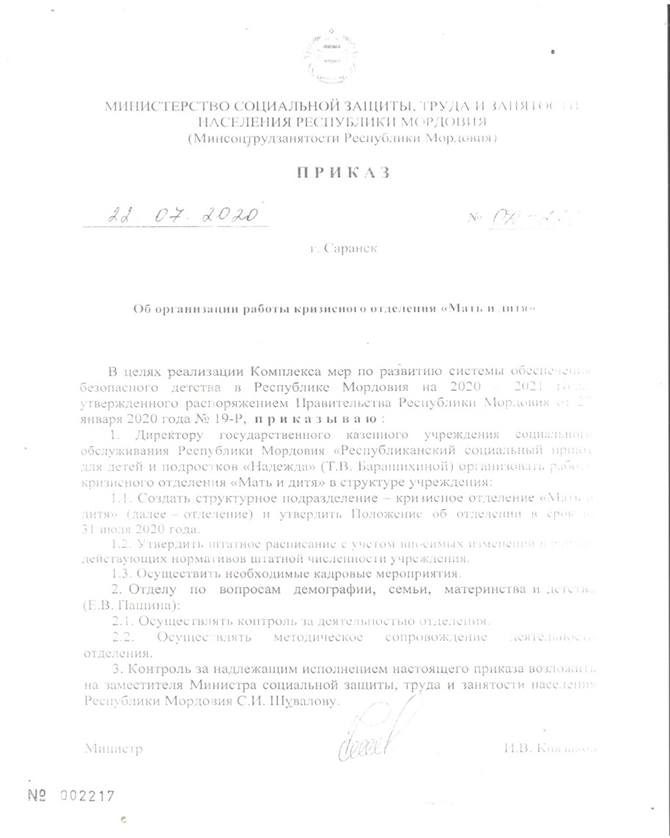 МИНИСТЕРСТВО СОЦИАЛЬНОЙ ЗАЩИТЫ, ТРУДА И ЗАНЯТОСТИ
НАСЕЛЕНИЯ РЕСПУБЛИКИ МОРДОВИЯ
(Минсоцтрудзанятости Республики Мордовия)
ПРИКАЗ
22 07. 2020 №
г. Саранск
Об организации работы кризисного отделения «Мать и дитя»
В целях реализации Комплекса мер по развитию системы обеспечения
безопасного детства в Республике Мордовия на 2020 – 2021 годы,
утвержденного распоряжением Правительства Республики Мордовия от 27
января 2020 года № 19-Р, приказываю:
1. Директору государственного казенного учреждения социального
обслуживания Республики Мордовия «Республиканский социальный приют
для детей и подростков «Надежда» (Т.В. Барашихиной) организовать работу
кризисного отделения «Мать и дитя» в структуре учреждения:
1.1. Создать структурное подразделение – кризисное отделение «Мать и
дитя» (далее – отделение) и утвердить Положение об отделении в срок до
31 июля 2020 года.
1.2. Утвердить штатное расписание с учетом вносимых изменений в
действующих нормативов штатной численности учреждения.
1.3. Осуществить необходимые кадровые мероприятия.
2. Отделу по вопросам демографии, семьи, материнства и детства
(Е.В. Пашина):
2.1. Осуществлять контроль за деятельностью отделения.
2.2. Осуществлять методическое сопровождение деятельности
отделения.
3. Контроль за надлежащим исполнением настоящего приказа возложить
на заместителя Министра социальной защиты, труда и занятости населения
Республики Мордовия С.И. Шувалову.
Министр И.В.
№ 002217